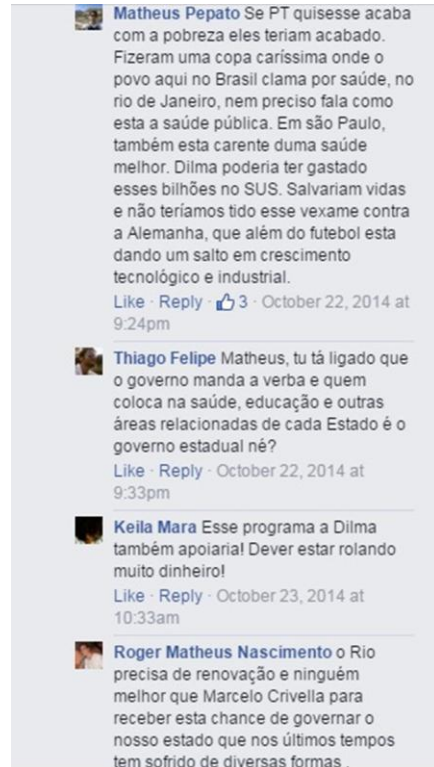 Matheus Pepato Se PT quisesse acaba
com a pobreza eles teriam acabado.
Fizeram uma copa caríssima onde o
povo aqui no Brasil clama por saúde, no
rio de Janeiro, nem preciso fala como
esta a saúde pública. Em são Paulo,
também esta carente duma saúde
melhor. Dilma poderia ter gastado
esses bilhões no SUS. Salvariam vidas
e não teríamos tido esse vexame contra
a Alemanha, que além do futebol esta
dando um salto em crescimento
tecnológico e industrial.
Like · Reply · 3 · October 22, 2014 at
9:24pm
Thiago Felipe Matheus, tu tá ligado que
o governo manda a verba e quem
coloca na saúde, educação e outras
áreas relacionadas de cada Estado é o
governo estadual né?
Like · Reply · October 22, 2014 at
9:33pm
Keila Mara Esse programa a Dilma
também apoiaria! Dever estar rolando
muito dinheiro!
Like · Reply · October 23, 2014 at
10:33am
Roger Matheus Nascimento o Rio
precisa de renovação e ninguém
melhor que Marcelo Crivella para
receber esta chance de governar o
nosso estado que nos últimos tempos
tem sofrido de diversas formas .